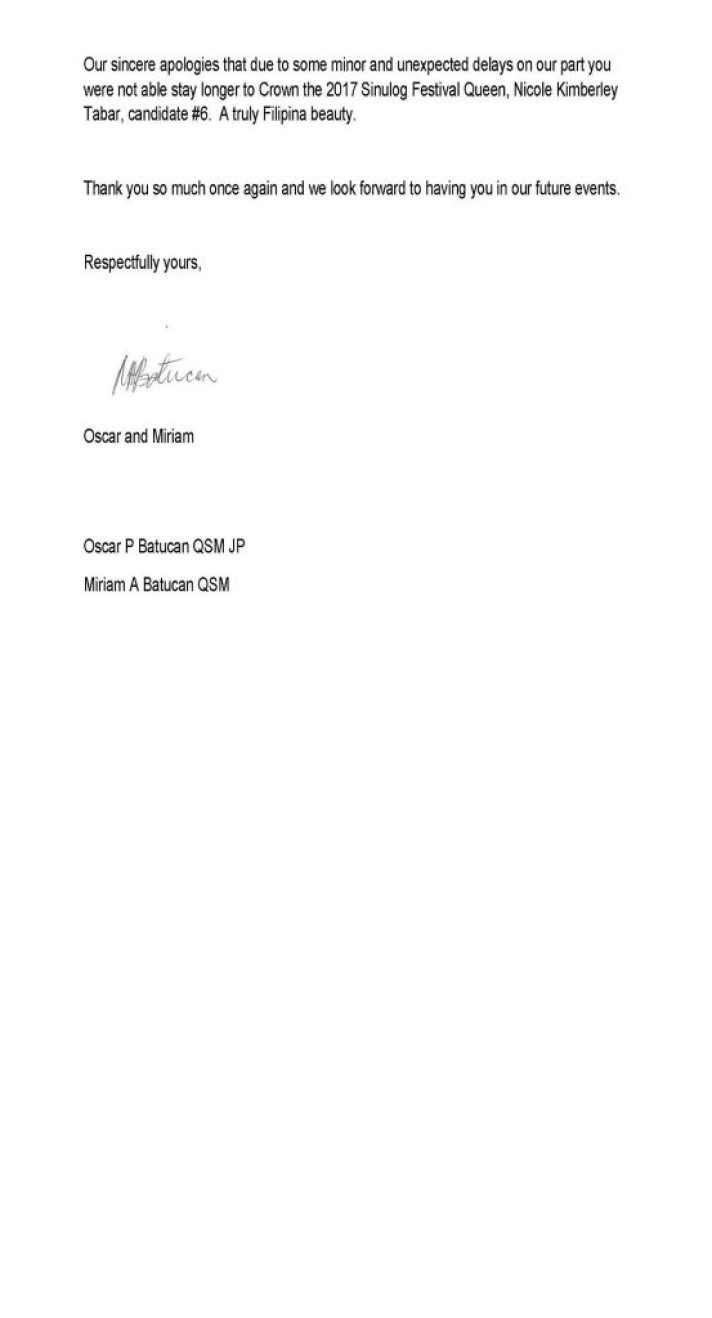 Our sincere apologies that due to some minor and unexpected delays on our part you
were not able stay longer to Crown the 2017 Sinulog Festival Queen, Nicole Kimberley
Tabar, candidate #6.  A truly Filipina beauty.
Thank you so much once again and we look forward to having you in our future events.
Respectfully yours,
MABatucan
Oscar and Miriam
Oscar P Batucan QSM JP
Miriam A Batucan QSM